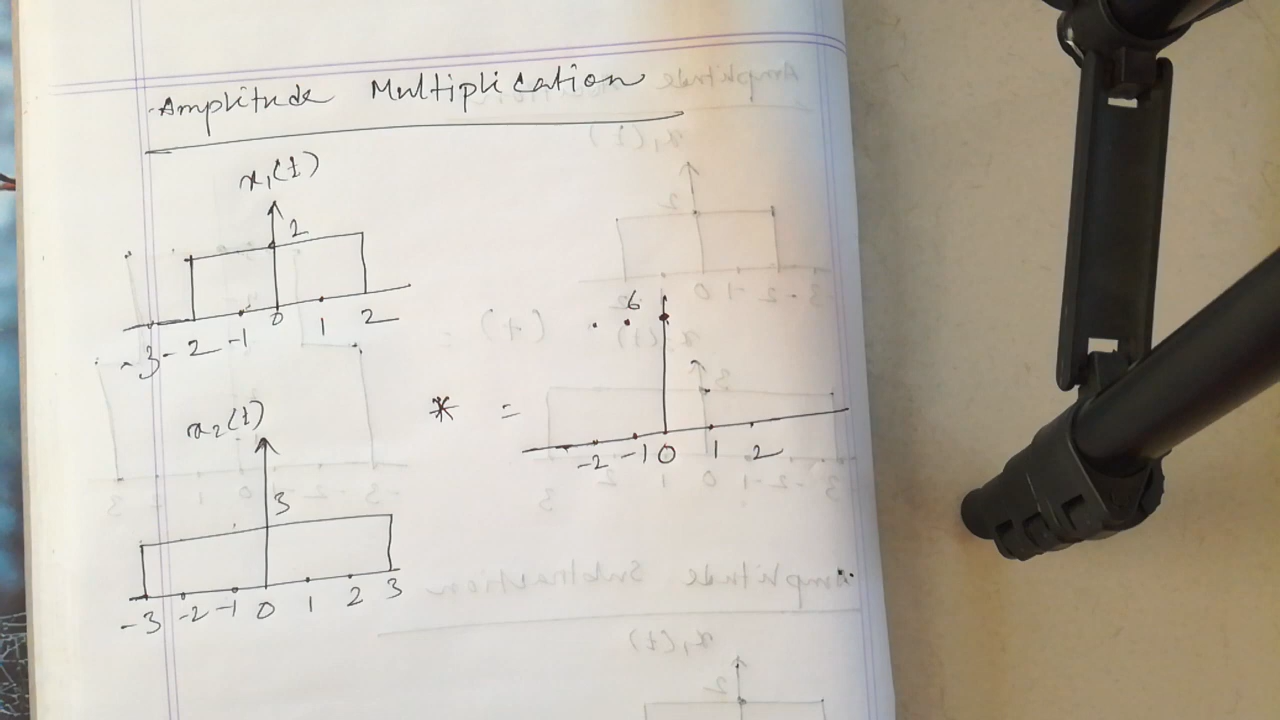 Amplitude Multiplication
x₁(t)
2
-3 -2 -1 0 1 2
x₂(t)
3
-3 -2 -1 0 1 2 3
* =
6
-2 -1 0 1 2